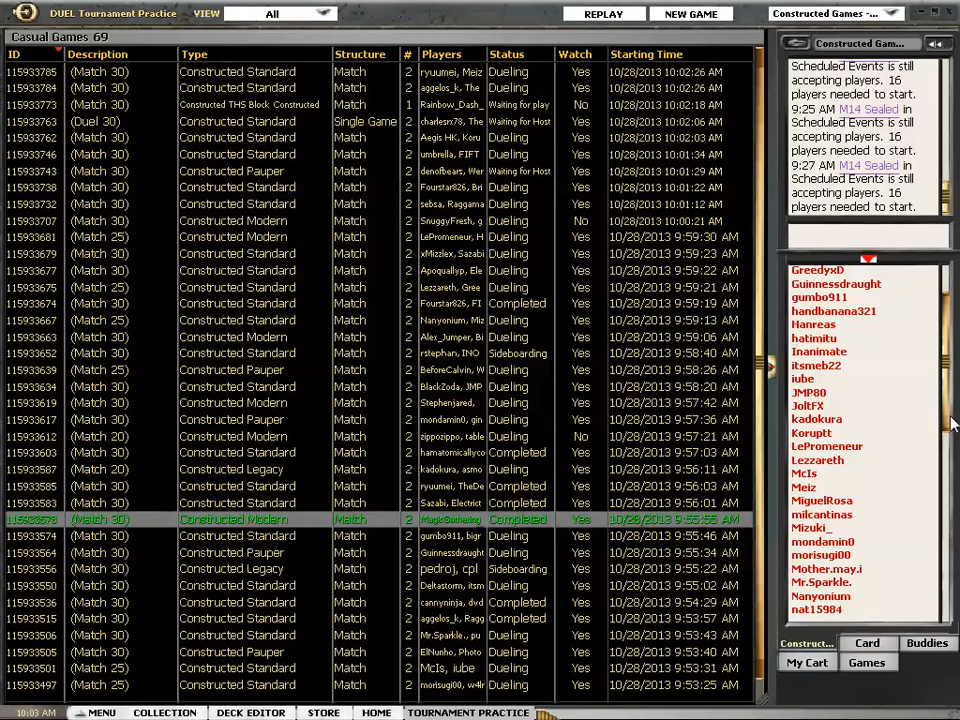 DUEL Tournament Practice VIEW All REPLAY NEW GAME Constructed Games -...
Casual Games 69
ID Description Type Structure # Players Status Watch Starting Time
115933785 (Match 30) Constructed Standard Match 2 ryuumei, Meiz Dueling Yes 10/28/2013 10:02:26 AM
115933784 (Match 30) Constructed Standard Match 2 aggelos_k, The Dueling Yes 10/28/2013 10:02:26 AM
115933773 (Match 30) Constructed THS Block Constructed Match 1 Rainbow_Dash_ Waiting for play No 10/28/2013 10:02:18 AM
115933763 (Duel 30) Constructed Standard Single Game 2 charlesrx78, The Waiting for Host Yes 10/28/2013 10:02:06 AM
115933762 (Match 30) Constructed Standard Match 2 Aegis HK, Koru Dueling Yes 10/28/2013 10:02:03 AM
115933746 (Match 30) Constructed Standard Match 2 umbrella, FIFT Dueling Yes 10/28/2013 10:01:34 AM
115933743 (Match 30) Constructed Pauper Match 2 denofbears, Wer Waiting for Host Yes 10/28/2013 10:01:29 AM
115933738 (Match 30) Constructed Standard Match 2 Fourstar826, Bri Dueling Yes 10/28/2013 10:01:22 AM
115933732 (Match 30) Constructed Standard Match 2 sebsa, Raggama Dueling Yes 10/28/2013 10:01:12 AM
115933707 (Match 30) Constructed Modern Match 2 SnuggyFresh, g Dueling No 10/28/2013 10:00:21 AM
115933681 (Match 25) Constructed Modern Match 2 LePromeneur, H Dueling Yes 10/28/2013 9:59:30 AM
115933679 (Match 30) Constructed Standard Match 2 xMizzlex, Sazabi Dueling Yes 10/28/2013 9:59:23 AM
115933677 (Match 30) Constructed Standard Match 2 Apoquallyp, Ele Dueling Yes 10/28/2013 9:59:22 AM
115933675 (Match 25) Constructed Standard Match 2 Lezzareth, Gree Dueling Yes 10/28/2013 9:59:21 AM
115933674 (Match 30) Constructed Standard Match 2 Fourstar826, FI Completed Yes 10/28/2013 9:59:19 AM
115933667 (Match 25) Constructed Standard Match 2 Nanyonium, Miz Dueling Yes 10/28/2013 9:59:13 AM
115933663 (Match 30) Constructed Standard Match 2 Alex_Jumper, Bi Dueling Yes 10/28/2013 9:59:06 AM
115933652 (Match 30) Constructed Standard Match 2 rstephan, INO Sideboarding Yes 10/28/2013 9:58:40 AM
115933639 (Match 25) Constructed Pauper Match 2 BeforeCalvin, W Dueling Yes 10/28/2013 9:58:26 AM
115933634 (Match 30) Constructed Standard Match 2 BlackZoda, JMP Dueling Yes 10/28/2013 9:58:20 AM
115933619 (Match 30) Constructed Modern Match 2 Stephenjared, Dueling Yes 10/28/2013 9:57:42 AM
115933617 (Match 30) Constructed Pauper Match 2 mondamin0, gin Dueling Yes 10/28/2013 9:57:36 AM
115933612 (Match 20) Constructed Modern Match 2 zippozippo, table Dueling No 10/28/2013 9:57:21 AM
115933603 (Match 30) Constructed Standard Match 2 hamatomicallyco Completed Yes 10/28/2013 9:57:03 AM
115933587 (Match 20) Constructed Legacy Match 2 kadokura, asmo Dueling Yes 10/28/2013 9:56:11 AM
115933585 (Match 30) Constructed Standard Match 2 ryuumei, TheDe Completed Yes 10/28/2013 9:56:03 AM
115933583 (Match 30) Constructed Standard Match 2 Sazabi, Electrict Completed Yes 10/28/2013 9:56:01 AM
115933578 (Match 30) Constructed Modern Match 2 Completed Yes 10/28/2013 9:55:55 AM
115933574 (Match 30) Constructed Standard Match 2 gumbo911, bigr Dueling Yes 10/28/2013 9:55:46 AM
115933564 (Match 30) Constructed Pauper Match 2 Guinnessdraught Dueling Yes 10/28/2013 9:55:34 AM
115933556 (Match 30) Constructed Legacy Match 2 pedroj, cpl Sideboarding Yes 10/28/2013 9:55:22 AM
115933550 (Match 30) Constructed Standard Match 2 Deltastorm, itsm Dueling Yes 10/28/2013 9:55:02 AM
115933536 (Match 30) Constructed Standard Match 2 cannyninja, dvd Completed Yes 10/28/2013 9:54:29 AM
115933515 (Match 30) Constructed Standard Match 2 aggelos_k, Ragg Completed Yes 10/28/2013 9:53:57 AM
115933506 (Match 30) Constructed Standard Match 2 Mr.Sparkle., pu Dueling Yes 10/28/2013 9:53:43 AM
115933505 (Match 30) Constructed Pauper Match 2 ElNunho, Photo Dueling Yes 10/28/2013 9:53:40 AM
115933501 (Match 25) Constructed Standard Match 2 McIs, iube Dueling Yes 10/28/2013 9:53:31 AM
115933497 (Match 25) Constructed Standard Match 2 morisugi00, w4lr Dueling Yes 10/28/2013 9:53:25 AM
Constructed Gam...
Scheduled Events is still
accepting players. 16
players needed to start.
9:25 AM M14 Sealed in
Scheduled Events is still
accepting players. 16
players needed to start.
9:27 AM M14 Sealed in
Scheduled Events is still
accepting players. 16
players needed to start.
GreedyxD
Guinnessdraught
gumbo911
handbanana321
Hanreas
hatimitu
Inanimate
itsmeb22
iube
JMP80
JoltFX
kadokura
Koruptt
LePromeneur
Lezzareth
McIs
Meiz
MiguelRosa
milcantinas
Mizuki_
mondamin0
morisugi00
Mother.may.i
Mr.Sparkle.
Nanyonium
nat15984
Construct... Card Buddies
My Cart Games
10:03 AM MENU COLLECTION DECK EDITOR STORE HOME TOURNAMENT PRACTICE